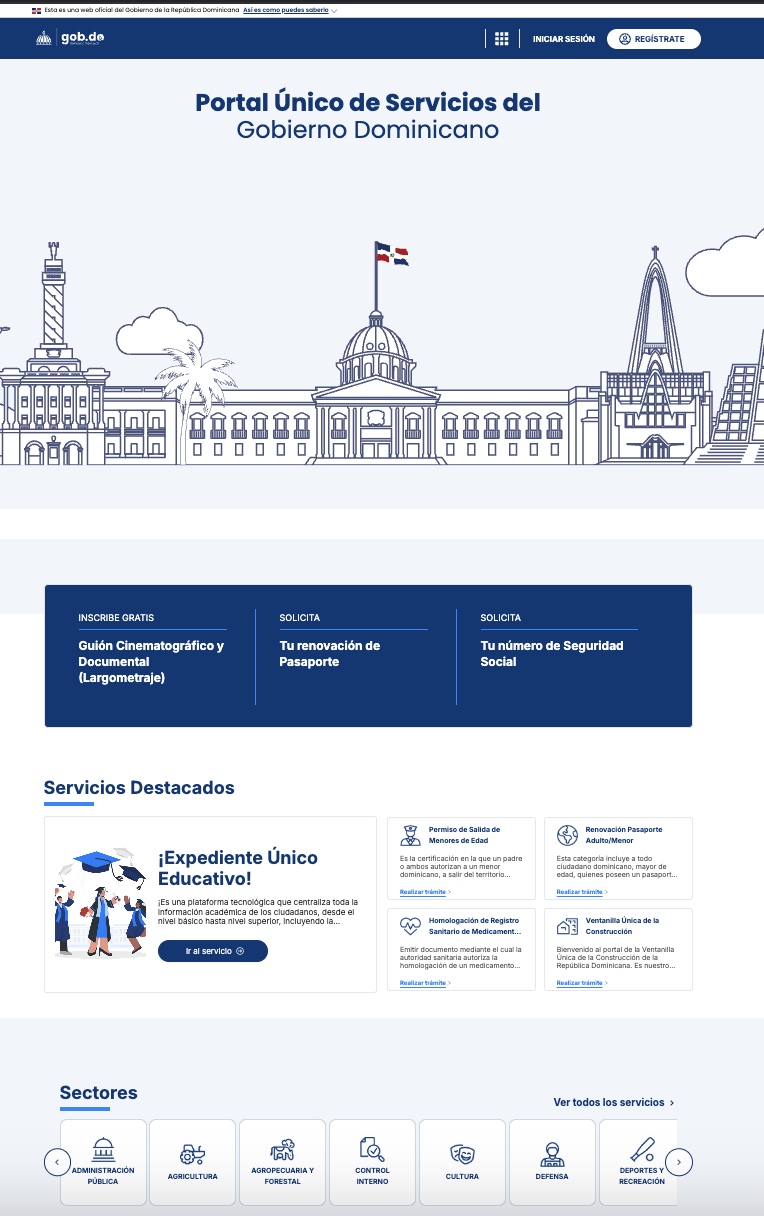 Esta es una web oficial del Gobierno de la República Dominicana Así es como puedes saberlo
gob.do
INICIAR SESIÓN
REGÍSTRATE
Portal Único de Servicios del
Gobierno Dominicano
INSCRIBE GRATIS
Guión Cinematográfico y
Documental
(Largometraje)
SOLICITA
Tu renovación de
Pasaporte
SOLICITA
Tu número de Seguridad
Social
Servicios Destacados
¡Expediente Único
Educativo!
¡Es una plataforma tecnológica que centraliza toda la
información académica de los ciudadanos, desde el
nivel básico hasta nivel superior, incluyendo la...
Ir al servicio
Permiso de Salida de
Menores de Edad
Es la certificación en la que un padre
o ambos autorizan a un menor
dominicano, a salir del territorio...
Realizar trámite >
Renovación Pasaporte
Adulto/Menor
Esta categoría incluye a todo
ciudadano dominicano, mayor de
edad, quienes poseen un pasaport...
Realizar trámite >
Homologación de Registro
Sanitario de Medicament...
Emitir documento mediante el cual la
autoridad sanitaria autoriza la
homologación de un medicamento...
Realizar trámite >
Ventanilla Única de la
Construcción
Bienvenido al portal de la Ventanilla
Única de la Construcción de la
República Dominicana. Es nuestro...
Realizar trámite >
Sectores
Ver todos los servicios >
ADMINISTRACIÓN
PÚBLICA
AGRICULTURA
AGROPECUARIA Y
FORESTAL
CONTROL
INTERNO
CULTURA
DEFENSA
DEPORTES Y
RECREACIÓN